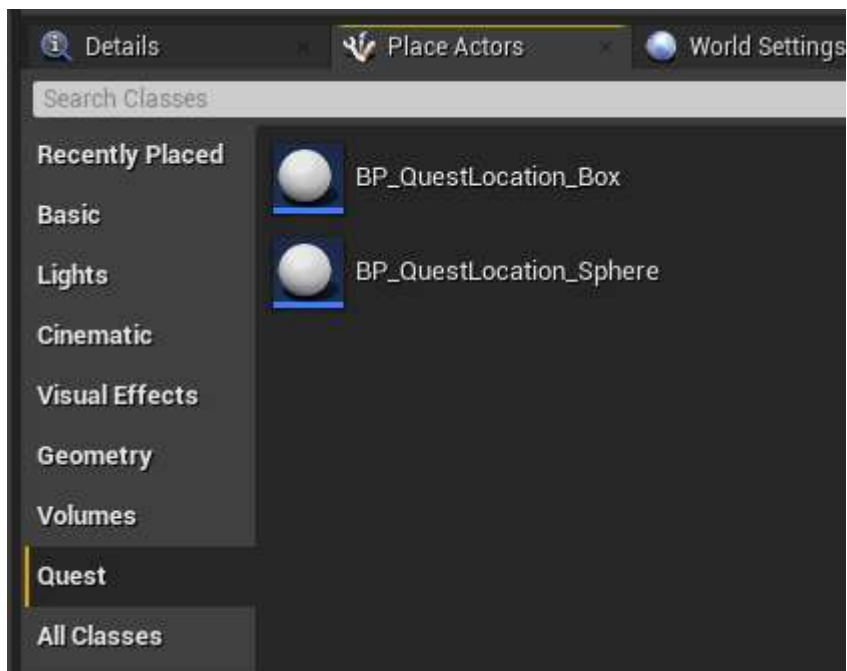 Details
Place Actors
World Settings
Search Classes
Recently Placed
Basic
Lights
Cinematic
Visual Effects
Geometry
Volumes
Quest
All Classes
BP_QuestLocation_Box
BP_QuestLocation_Sphere